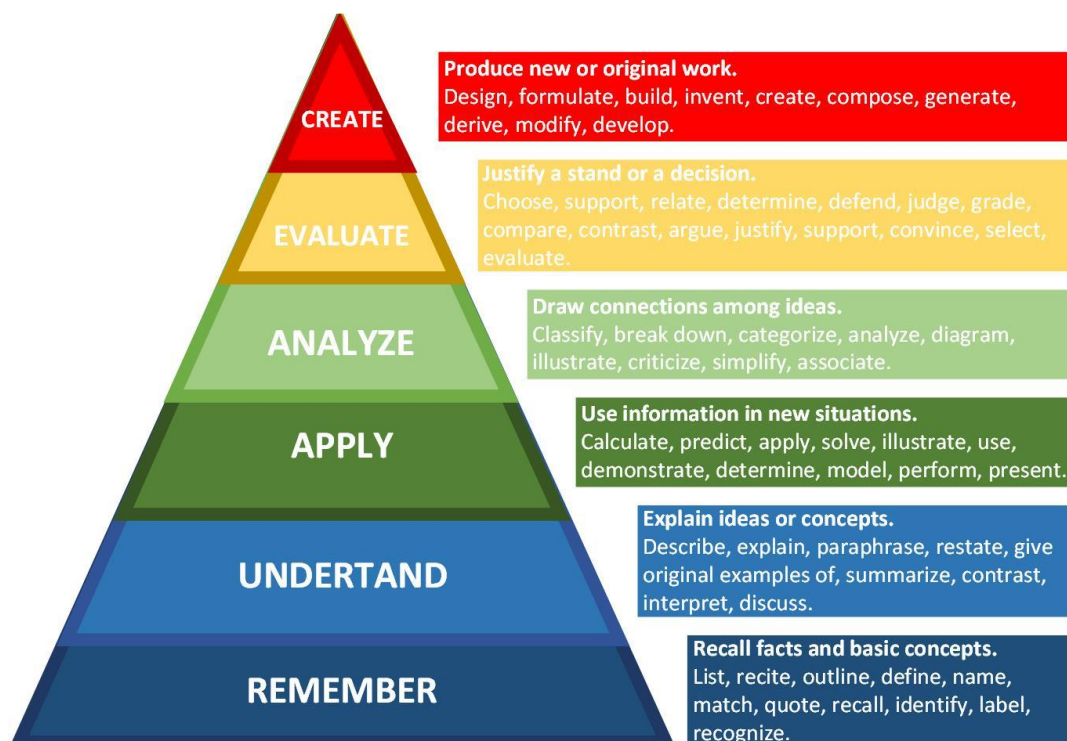 CREATE
Produce new or original work.
Design, formulate, build, invent, create, compose, generate,
derive, modify, develop.
EVALUATE
Justify a stand or a decision.
Choose, support, relate, determine, defend, judge, grade,
compare, contrast, argue, justify, support, convince, select,
evaluate.
ANALYZE
Draw connections among ideas.
Classify, break down, categorize, analyze, diagram,
illustrate, criticize, simplify, associate.
APPLY
Use information in new situations.
Calculate, predict, apply, solve, illustrate, use,
demonstrate, determine, model, perform, present.
UNDERTAND
Explain ideas or concepts.
Describe, explain, paraphrase, restate, give
original examples of, summarize, contrast,
interpret, discuss.
REMEMBER
Recall facts and basic concepts.
List, recite, outline, define, name,
match, quote, recall, identify, label,
recognize.